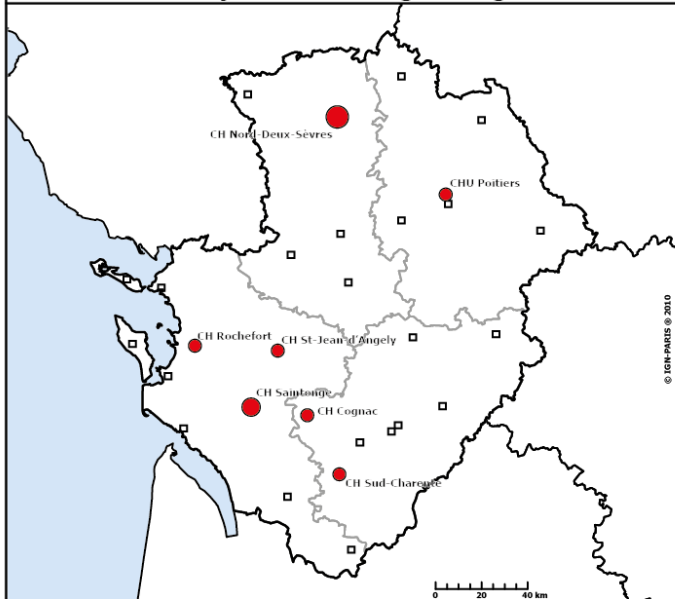 CH Nord-Deux-Sèvres
CHU Poitiers
CH Rochefort
CH St-Jean-d'Angely
CH Saintonge
CH Cognac
CH Sud-Charente
© IGN-PARIS ® 2010
0 20 40 km